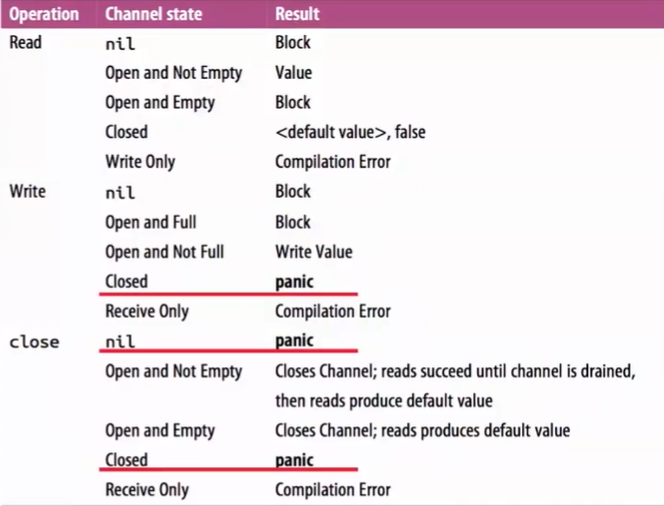 Operation Channel state Result
Read nil Block
Open and Not Empty Value
Open and Empty Block
Closed <default value>, false
Write Only Compilation Error
Write nil Block
Open and Full Block
Open and Not Full Write Value
Closed panic
Receive Only Compilation Error
close nil panic
Open and Not Empty Closes Channel; reads succeed until channel is drained,
then reads produce default value
Open and Empty Closes Channel; reads produces default value
Closed panic
Receive Only Compilation Error